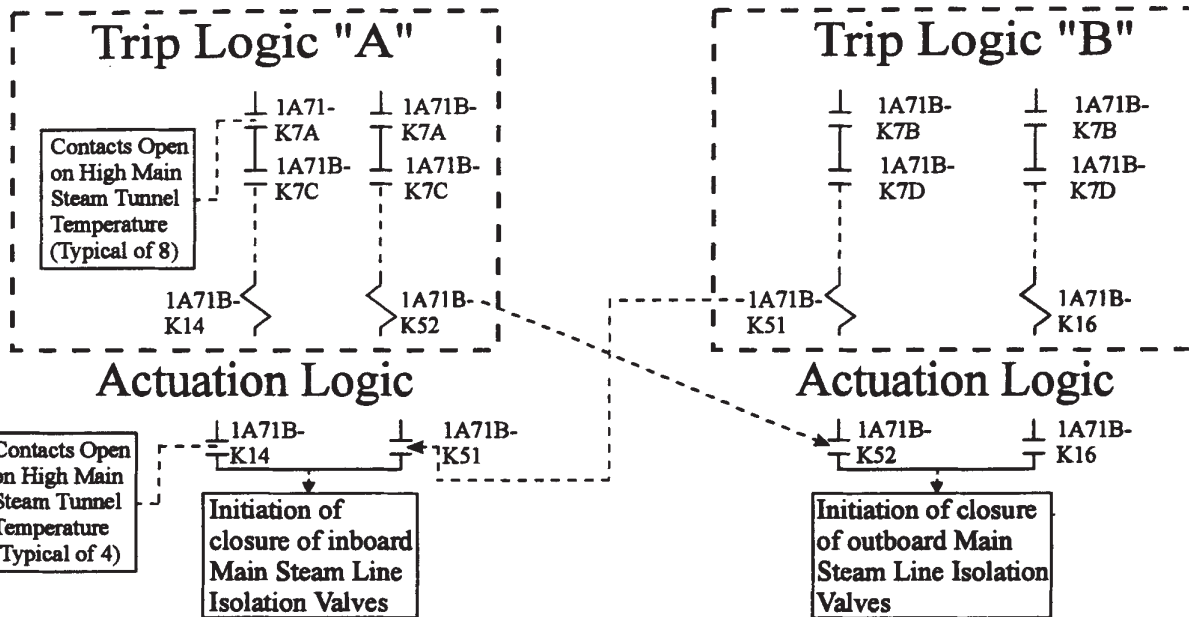 Trip Logic "A"
1A71-
K7A
1A71B-
K7A
Contacts Open
on High Main
Steam Tunnel
Temperature
(Typical of 8)
1A71B-
K7C
1A71B-
K7C
1A71B-
K14
1A71B-
K52
Trip Logic "B"
1A71B-
K7B
1A71B-
K7B
1A71B-
K7D
1A71B-
K7D
1A71B-
K51
1A71B-
K16
Actuation Logic
Contacts Open
on High Main
Steam Tunnel
Temperature
(Typical of 4)
1A71B-
K14
1A71B-
K51
Initiation of
closure of inboard
Main Steam Line
Isolation Valves
Actuation Logic
1A71B-
K52
1A71B-
K16
Initiation of closure
of outboard Main
Steam Line Isolation
Valves